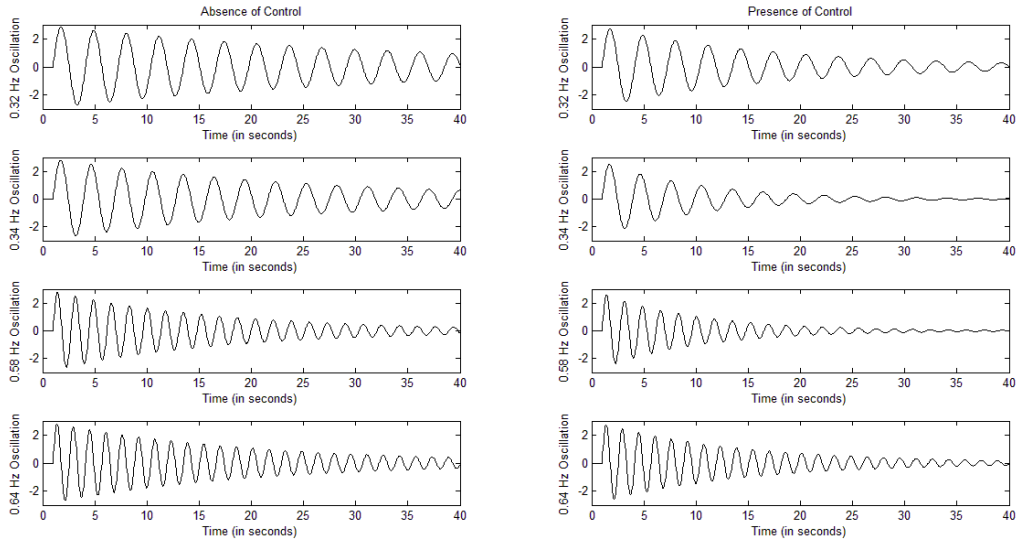 Absence of Control
0.32 Hz Oscillation
2
0
-2
0 5 10 15 20 25 30 35 40
Time (in seconds)
0.34 Hz Oscillation
2
0
-2
0 5 10 15 20 25 30 35 40
Time (in seconds)
0.58 Hz Oscillation
2
0
-2
0 5 10 15 20 25 30 35 40
Time (in seconds)
0.64 Hz Oscillation
2
0
-2
0 5 10 15 20 25 30 35 40
Time (in seconds)
Presence of Control
0.32 Hz Oscillation
2
0
-2
0 5 10 15 20 25 30 35 40
Time (in seconds)
0.34 Hz Oscillation
2
0
-2
0 5 10 15 20 25 30 35 40
Time (in seconds)
0.58 Hz Oscillation
2
0
-2
0 5 10 15 20 25 30 35 40
Time (in seconds)
0.64 Hz Oscillation
2
0
-2
0 5 10 15 20 25 30 35 40
Time (in seconds)